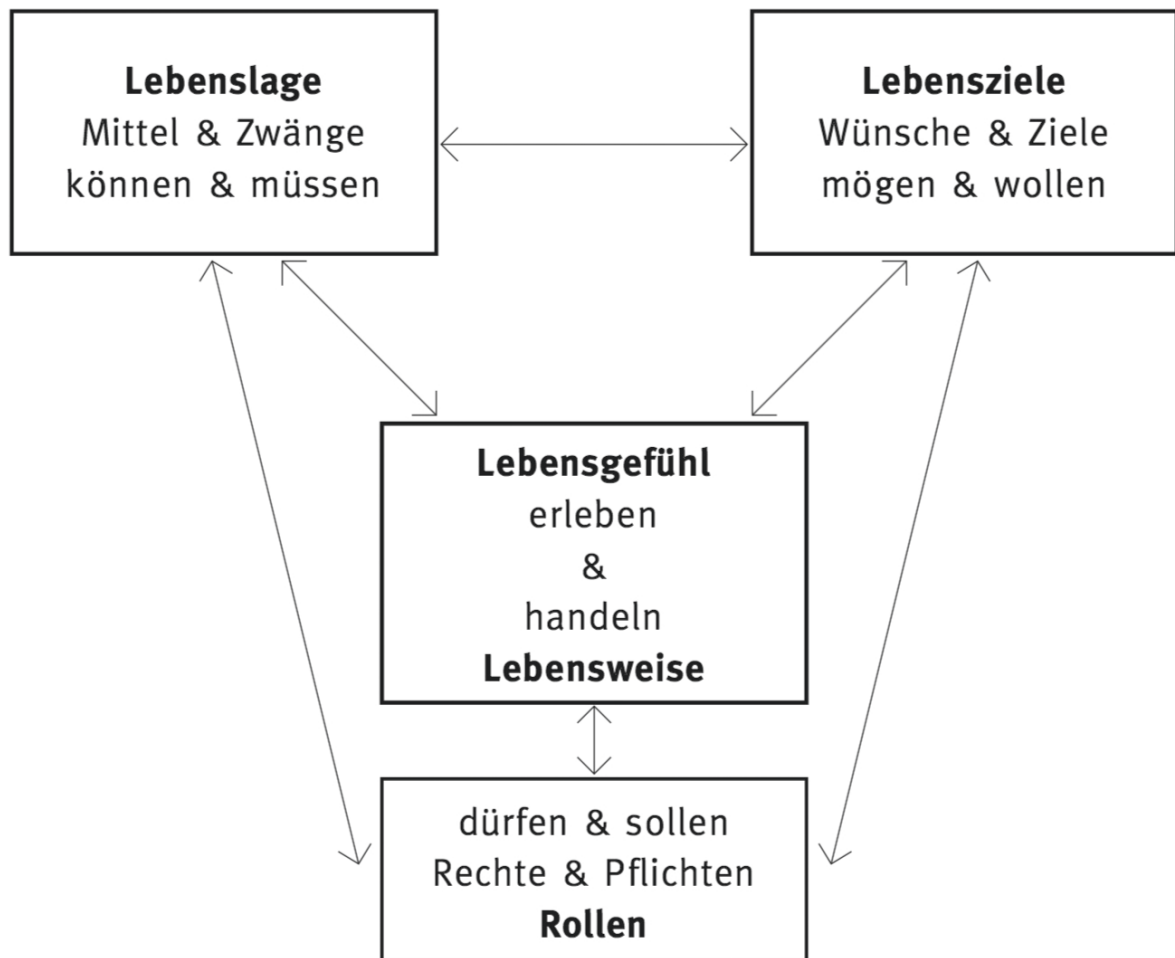 Lebenslage
Mittel & Zwänge
können & müssen
Lebensziele
Wünsche & Ziele
mögen & wollen
Lebensgefühl
erleben
&
handeln
Lebensweise
dürfen & sollen
Rechte & Pflichten
Rollen